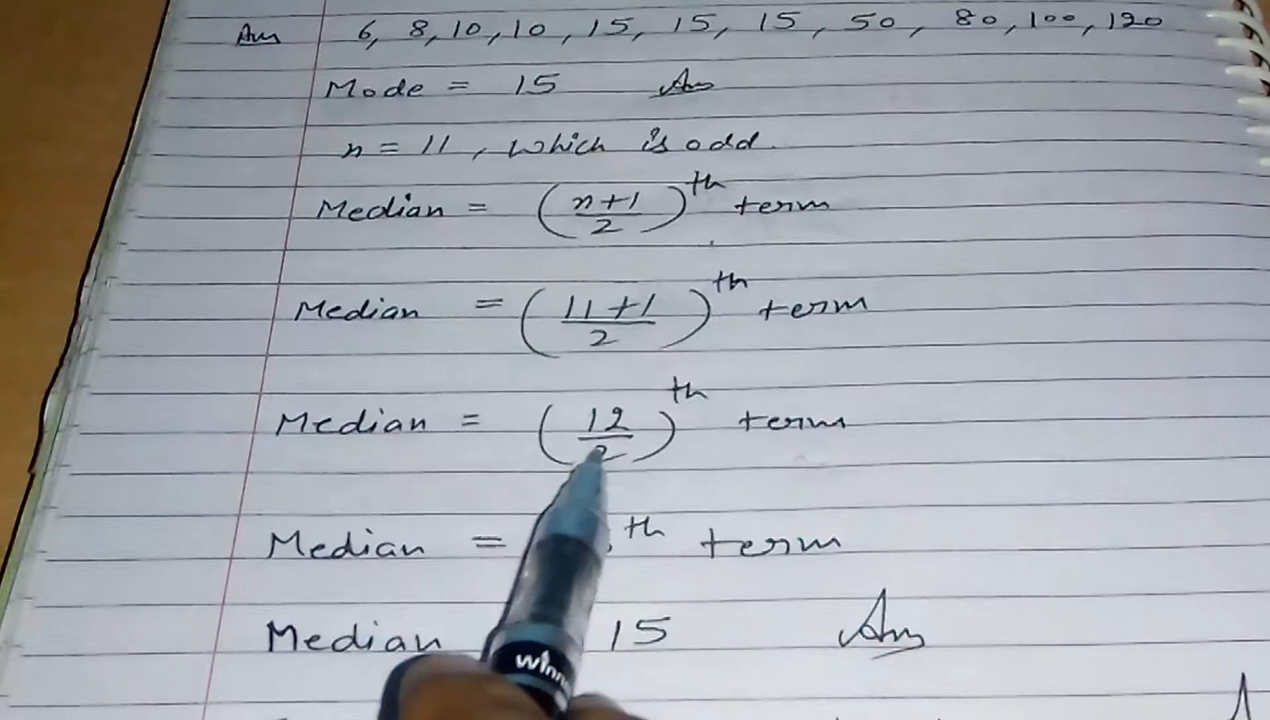 Ans 6, 8, 10, 10, 15, 15, 15, 50, 80, 100, 120
Mode = 15 Ans
n = 11, which is odd.
Median = (n+1/2)th term
Median = (11+1/2)th term
Median = (12/2)th term
Median = th term
Median 15 Ans
winn